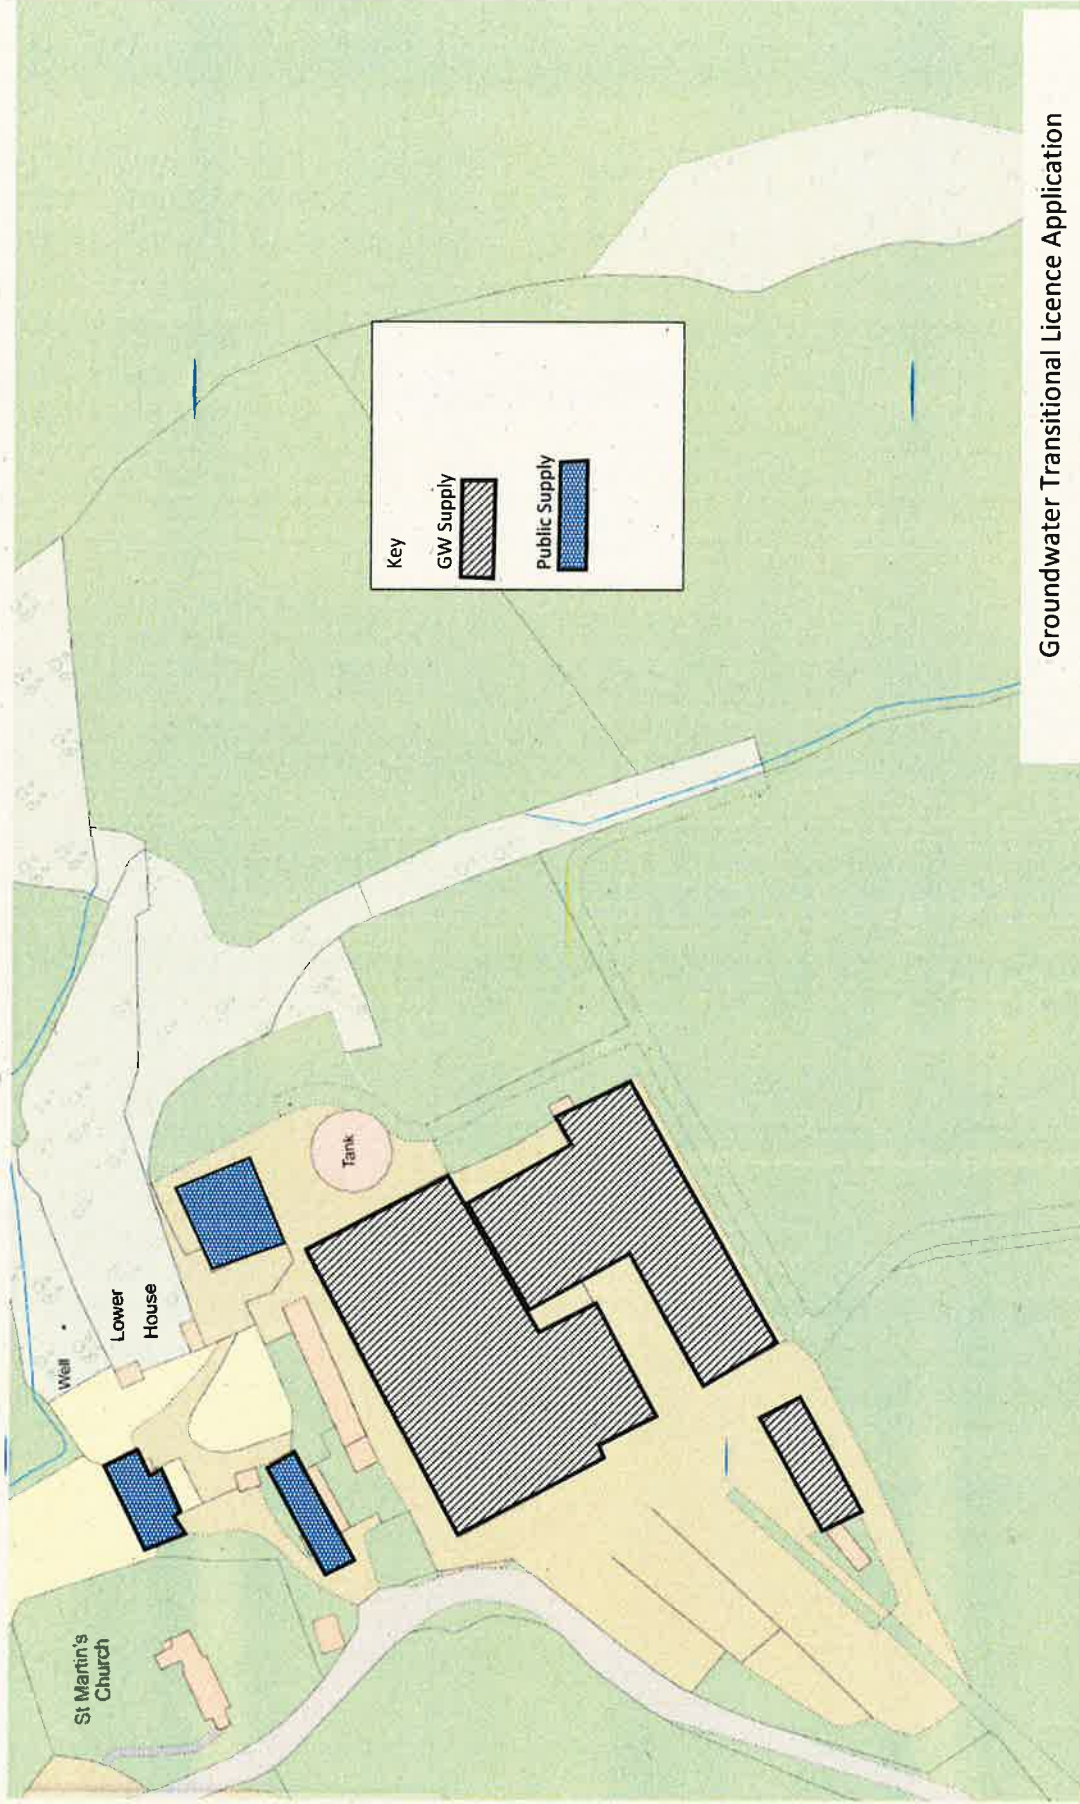 St Martin's
Church
Well
Lower
House
Tank
Key
GW Supply
Public Supply
Groundwater Transitional Licence Application